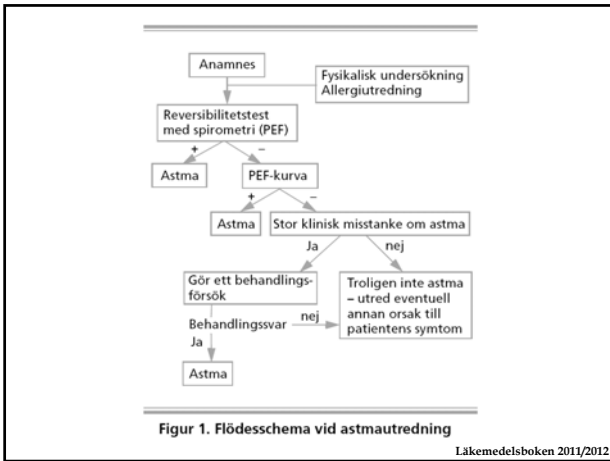 Anamnes
Fysikalisk undersökning
Allergiutredning
Reversibilitetstest
med spirometri (PEF)
+ −
Astma
PEF-kurva
+ −
Astma
Stor klinisk misstanke om astma
Ja nej
Gör ett behandlings-
försök
Troligen inte astma
– utred eventuell
annan orsak till
patientens symtom
Behandlingssvar
nej
Ja
Astma
Figur 1. Flödesschema vid astmautredning
Läkemedelsboken 2011/2012